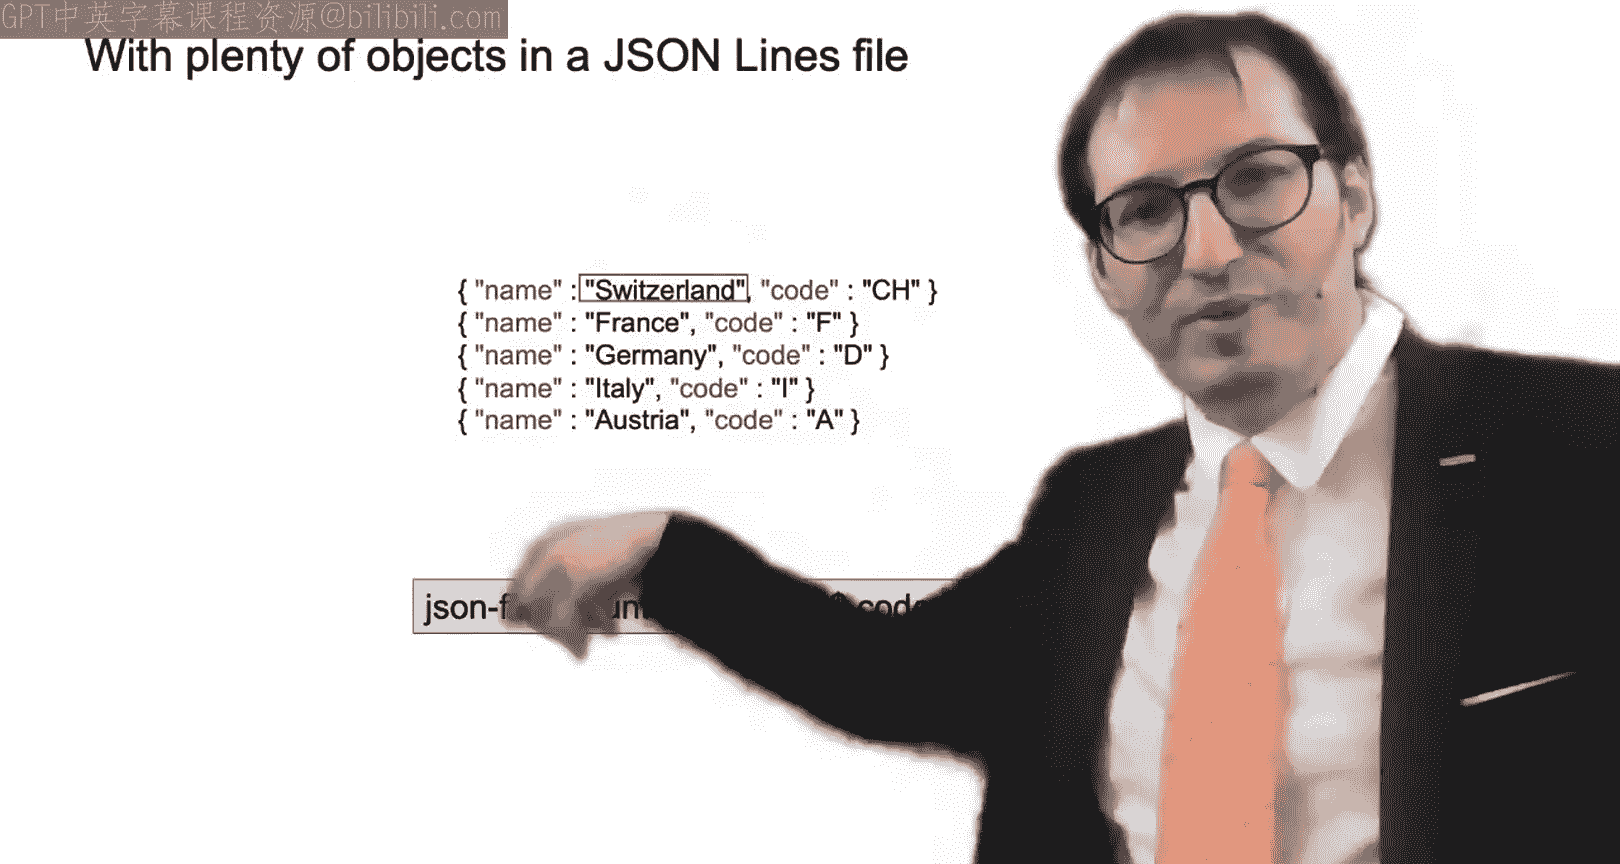 GPT中英字幕课程资源@bilibili.com
With plenty of objects in a JSON Lines file
{ "name" : "Switzerland", "code" : "CH" }
{ "name" : "France", "code" : "F" }
{ "name" : "Germany", "code" : "D" }
{ "name" : "Italy", "code" : "I" }
{ "name" : "Austria", "code" : "A" }